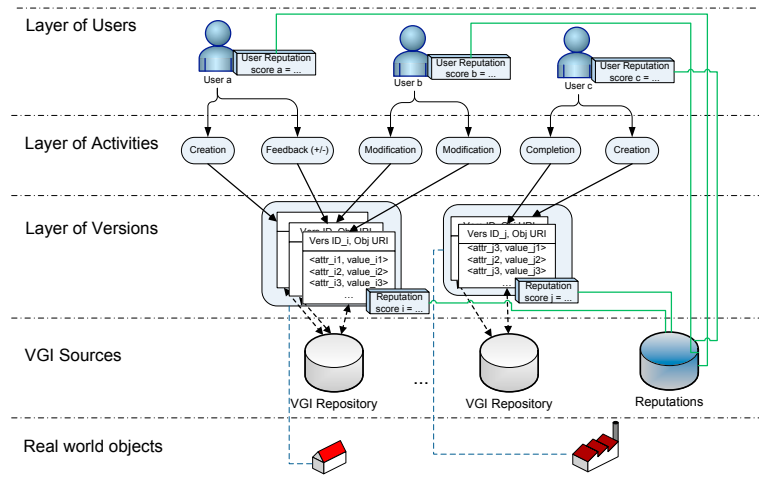 Layer of Users
User Reputation
score a = ...
User a
User Reputation
score b = ...
User b
User Reputation
score c = ...
User c
Layer of Activities
Creation
Feedback (+/-)
Modification
Modification
Completion
Creation
Layer of Versions
Vers ID_i, Obj URI
<attr_i1, value_i1>
<attr_i2, value_i2>
<attr_i3, value_i3>
...
Reputation
score i = ...
Vers ID_j, Obj URI
<attr_j3, value_j1>
<attr_j2, value_j2>
<attr_j3, value_j3>
...
Reputation
score j = ...
VGI Sources
VGI Repository
...
VGI Repository
Reputations
Real world objects